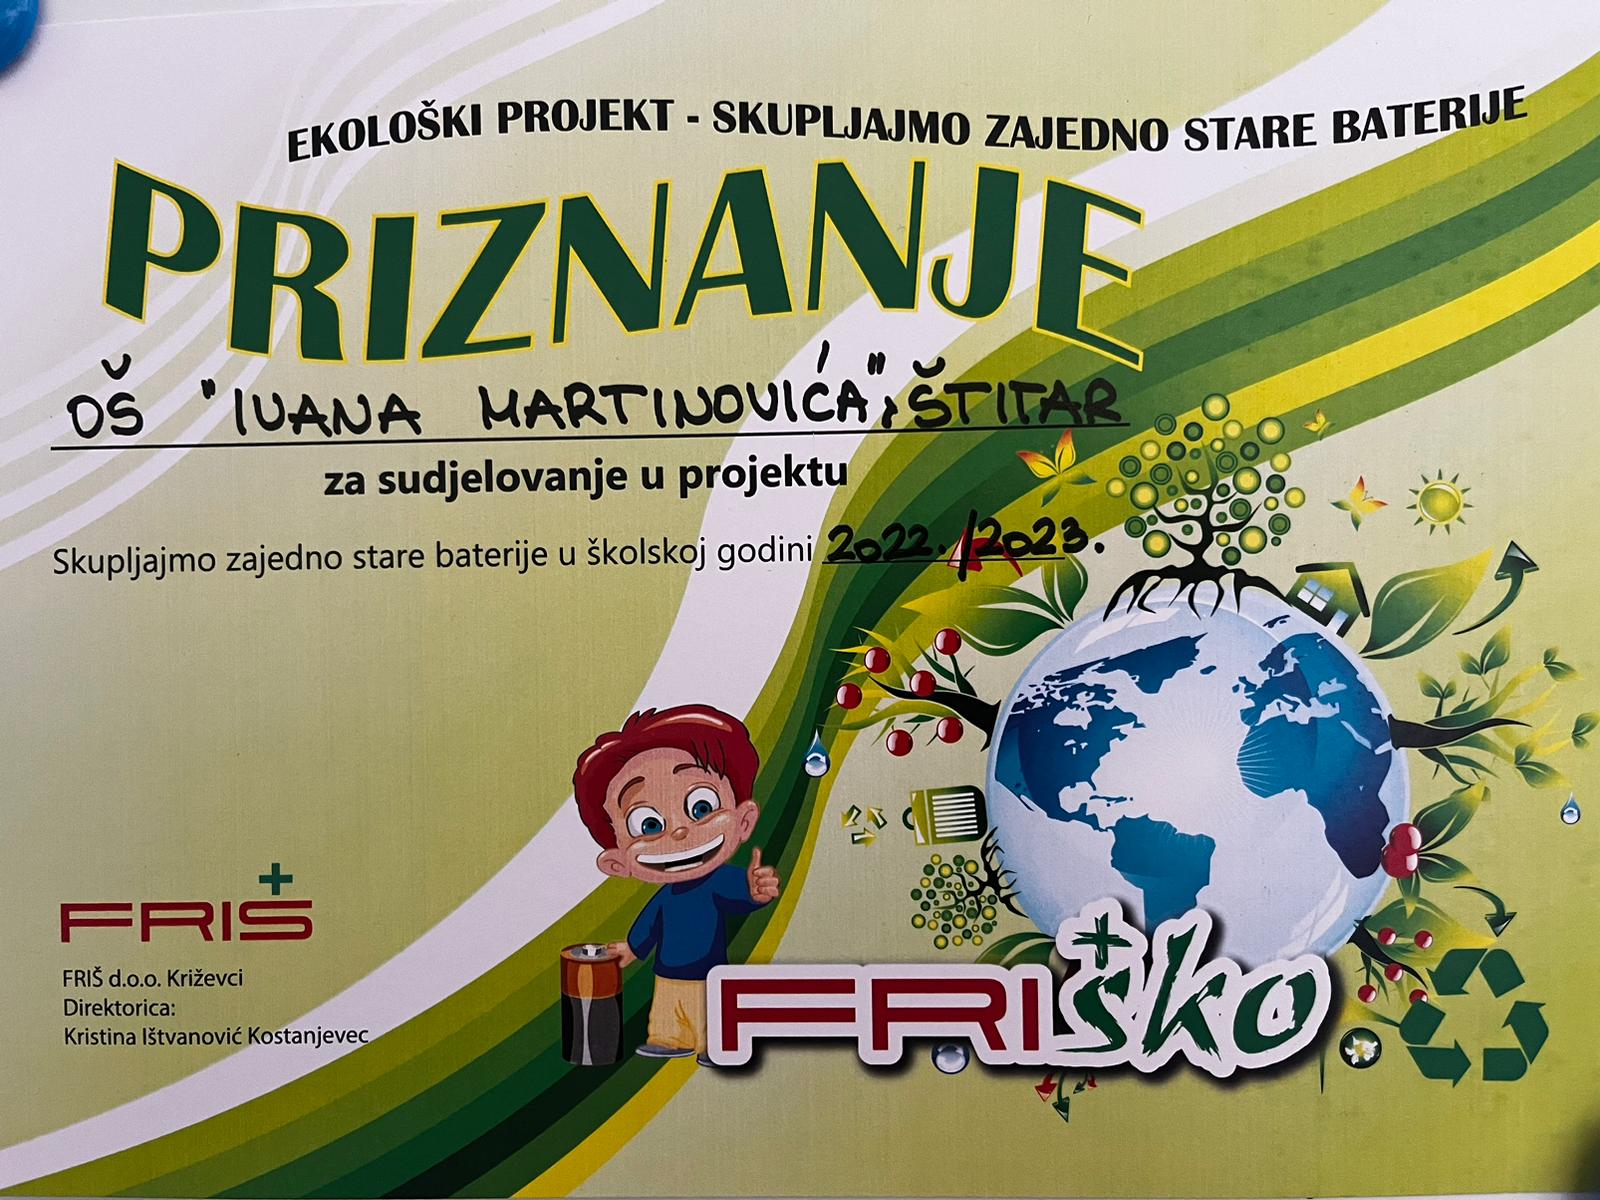 EKOLOŠKI PROJEKT - SKUPLJAJMO ZAJEDNO STARE BATERIJE
PRIZNANJE
OŠ "IVANA MARTINOVIĆA", ŠTITAR
za sudjelovanje u projektu
Skupljajmo zajedno stare baterije u školskoj godini 2022./2023.
FRIŠ
FRIŠ d.o.o. Križevci
Direktorica:
Kristina Ištvanović Kostanjevec
FRIško